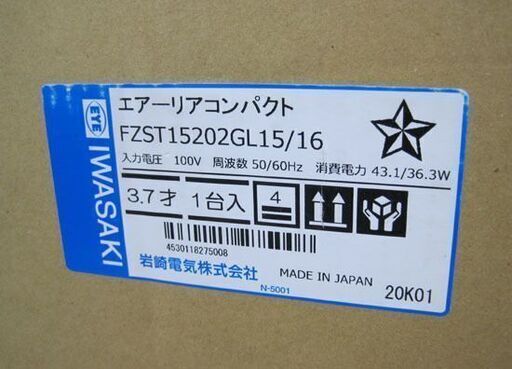 EYE
IWASAKI
エアーリアコンパクト
FZST15202GL15/16
入力電圧 100V 周波数 50/60Hz 消費電力 43.1/36.3W
3.7才 1台入 4
4530118275008
岩崎電気株式会社 MADE IN JAPAN
N-5001 20K01